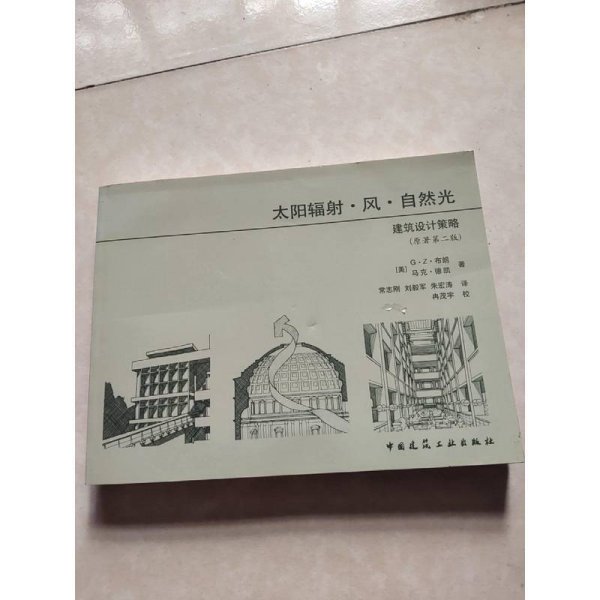 太阳辐射·风·自然光
建筑设计策略
(原著第二版)
[美] G·Z·布朗
马克·德凯 著
常志刚 刘毅军 朱宏涛 译
冉茂宇 校
中国建筑工业出版社